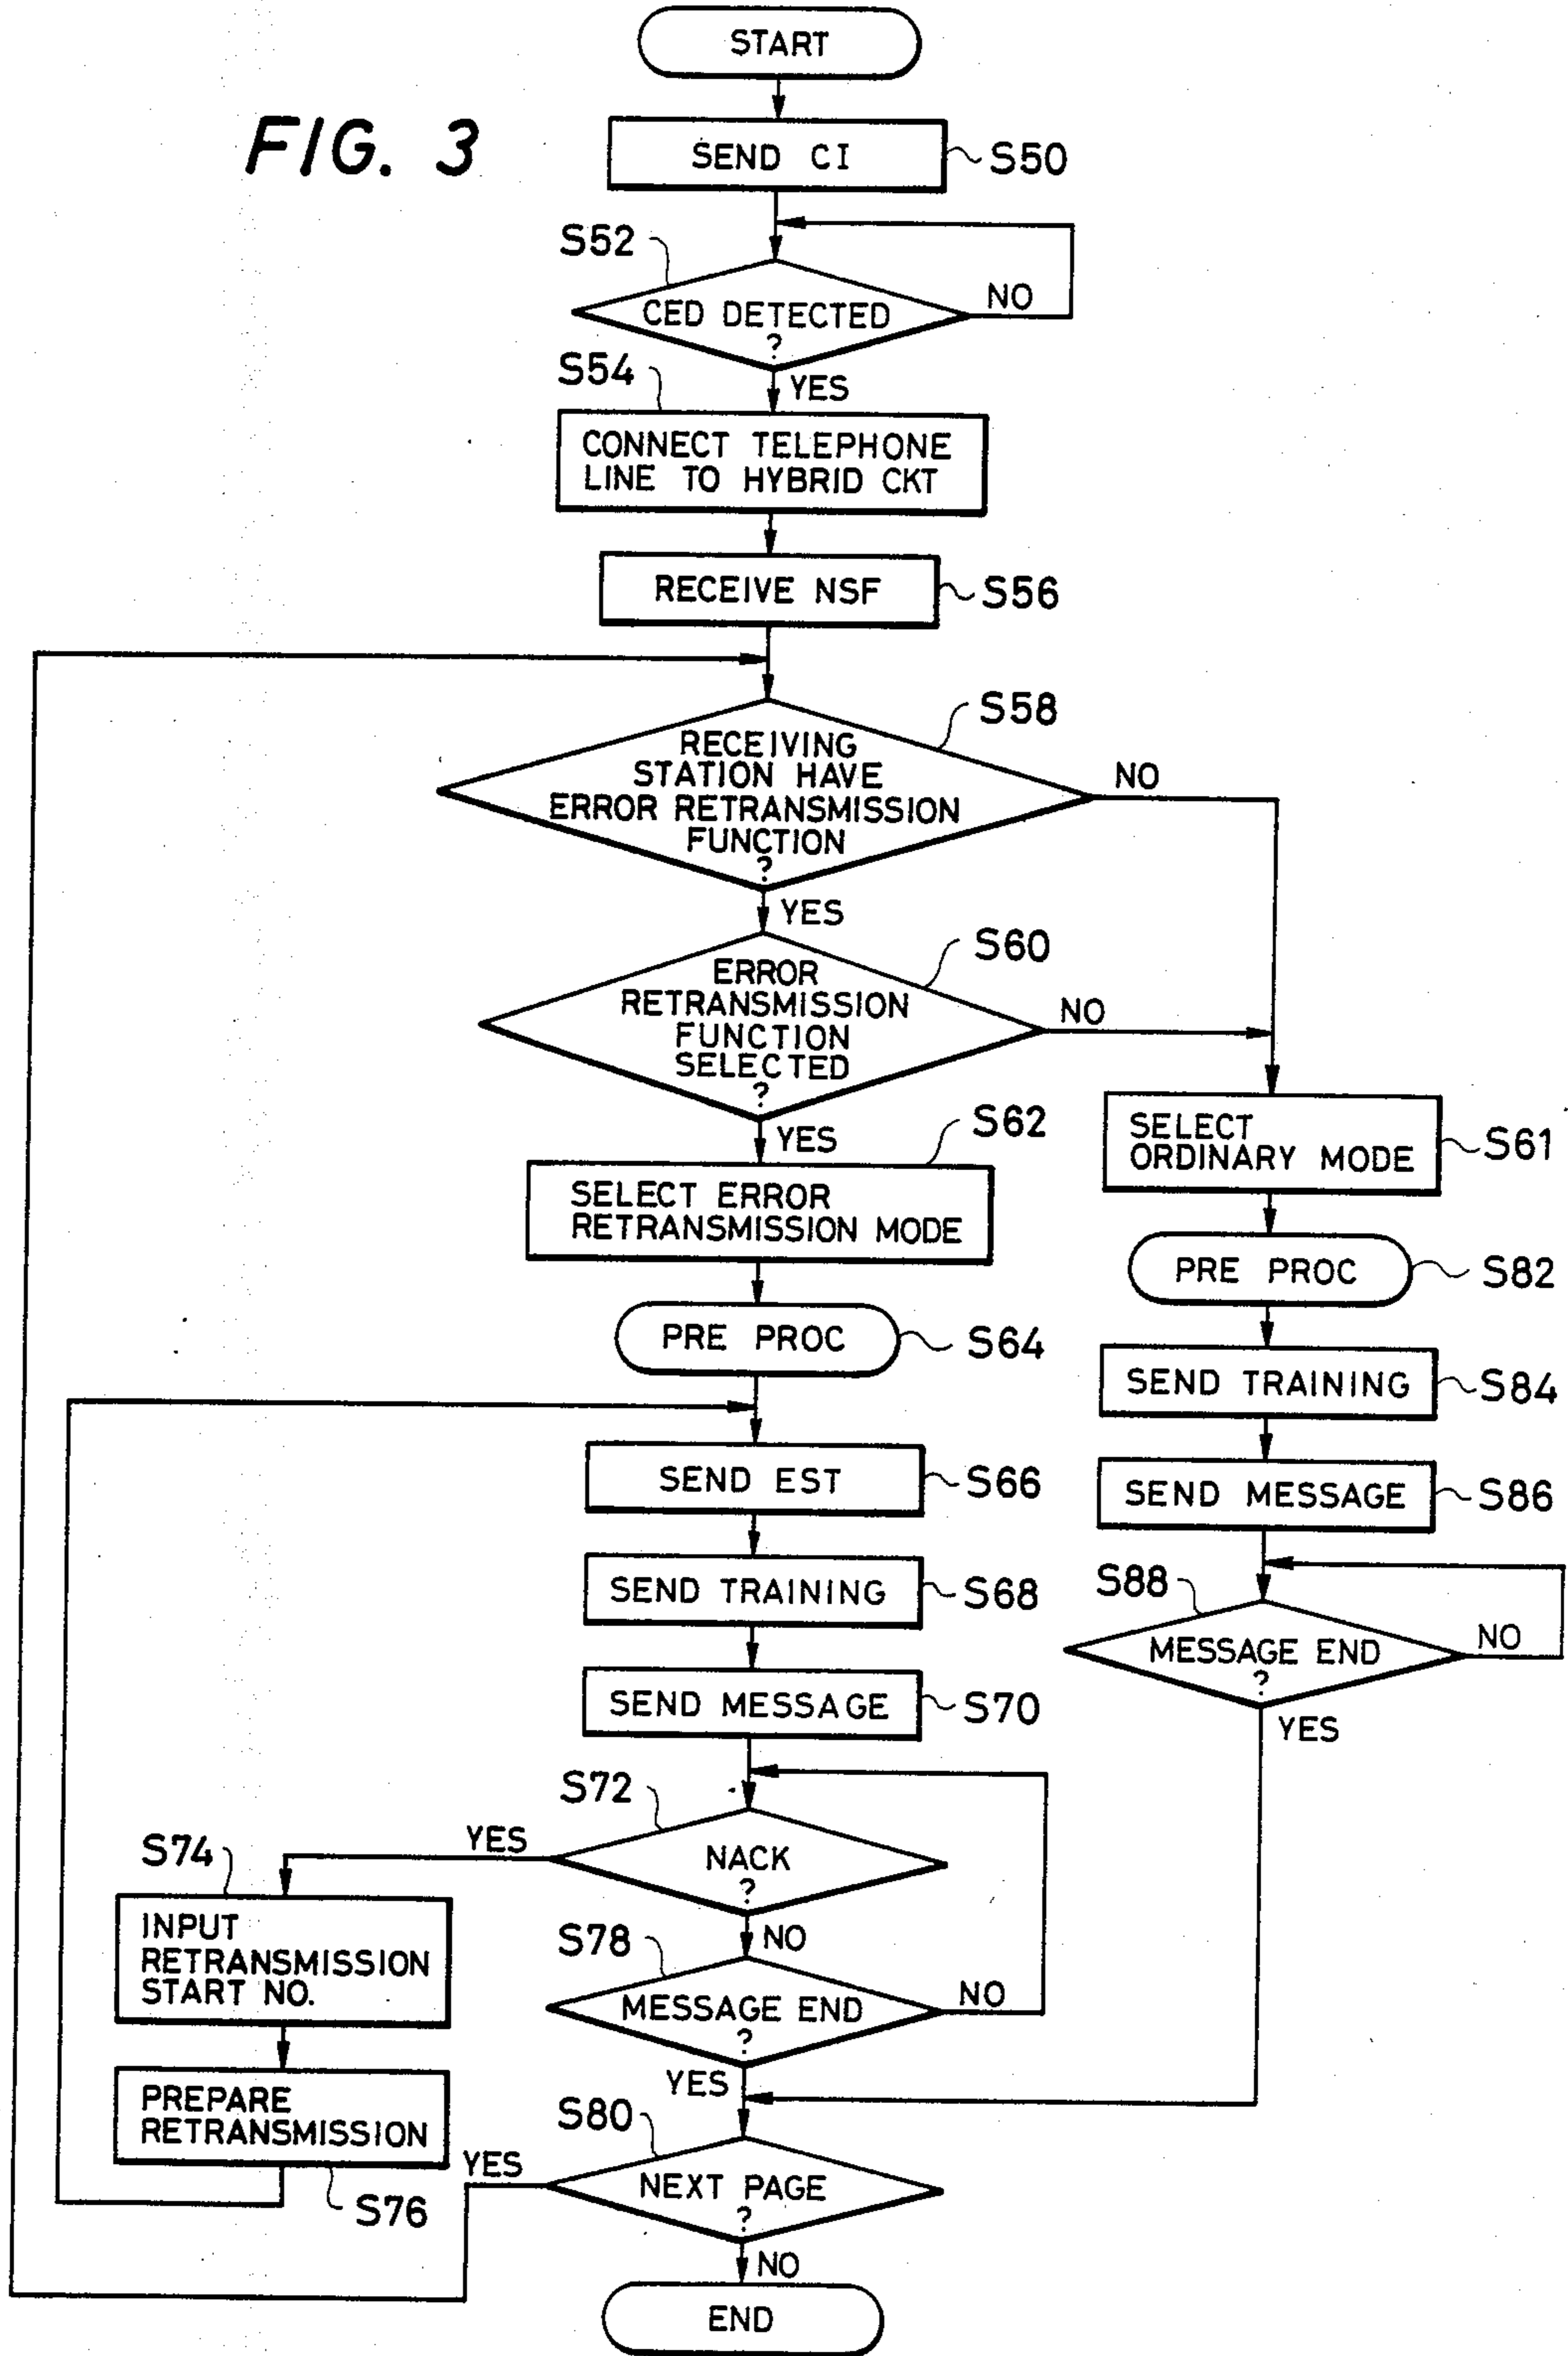 START
FIG. 3
SEND CI
S50
S52
CED DETECTED
?
NO
YES
S54
CONNECT TELEPHONE
LINE TO HYBRID CKT
RECEIVE NSF
S56
S58
RECEIVING
STATION HAVE
ERROR RETRANSMISSION
FUNCTION
?
NO
YES
S60
ERROR
RETRANSMISSION
FUNCTION
SELECTED
?
NO
YES
S62
SELECT ERROR
RETRANSMISSION MODE
SELECT
ORDINARY MODE
S61
PRE PROC
S64
PRE PROC
S82
SEND TRAINING
S84
SEND EST
S66
SEND MESSAGE
S86
SEND TRAINING
S68
S88
MESSAGE END
?
NO
YES
SEND MESSAGE
S70
S72
NACK
?
YES
NO
S74
INPUT
RETRANSMISSION
START NO.
S78
MESSAGE END
?
NO
YES
PREPARE
RETRANSMISSION
S76
S80
NEXT PAGE
?
YES
NO
END